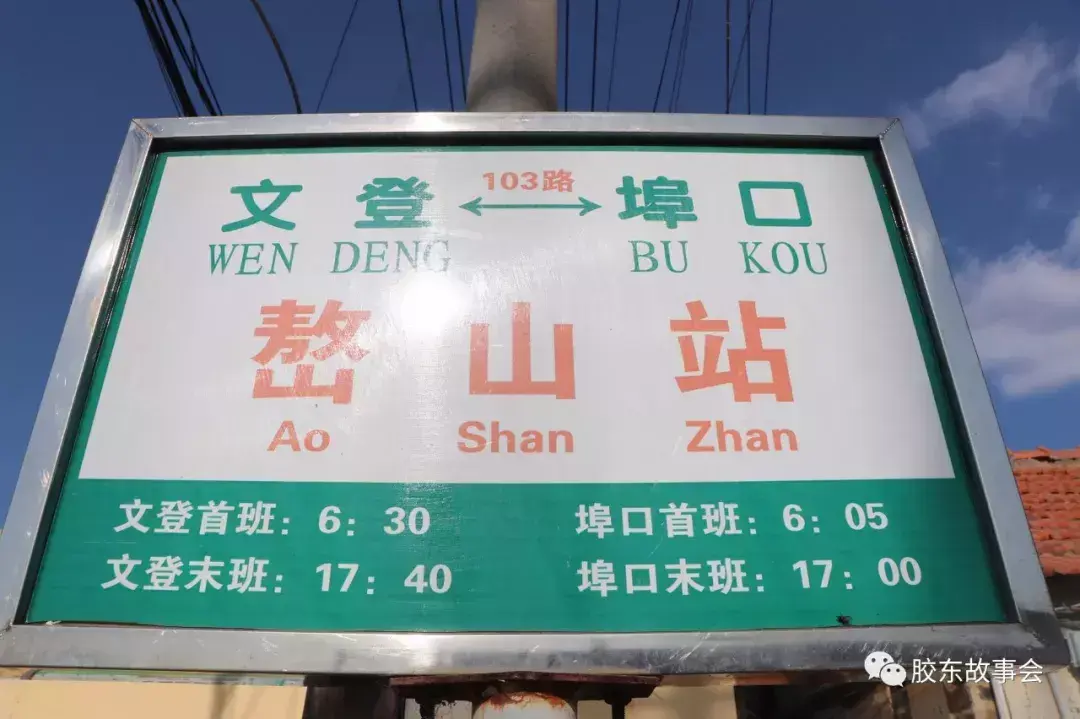 103路
文登 埠口
WEN DENG BU KOU
嶅山站
Ao Shan Zhan
文登首班：6：30 埠口首班：6：05
文登末班：17：40 埠口末班：17：00
胶东故事会